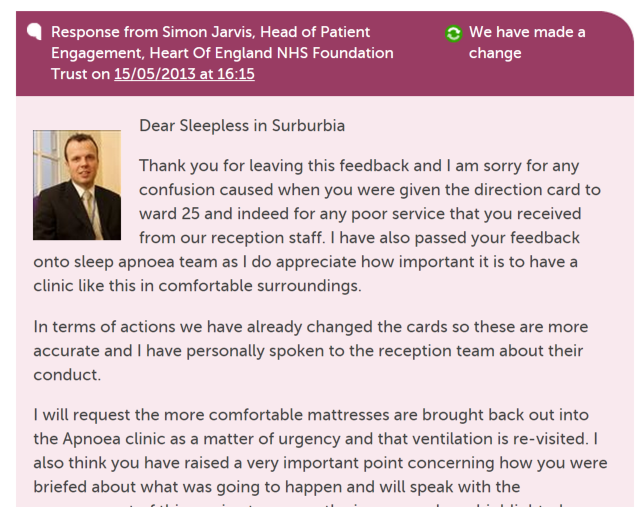 Response from Simon Jarvis, Head of Patient
Engagement, Heart Of England NHS Foundation
Trust on 15/05/2013 at 16:15
We have made a
change
Dear Sleepless in Surburbia
Thank you for leaving this feedback and I am sorry for any
confusion caused when you were given the direction card to
ward 25 and indeed for any poor service that you received
from our reception staff. I have also passed your feedback
onto sleep apnoea team as I do appreciate how important it is to have a
clinic like this in comfortable surroundings.
In terms of actions we have already changed the cards so these are more
accurate and I have personally spoken to the reception team about their
conduct.
I will request the more comfortable mattresses are brought back out into
the Apnoea clinic as a matter of urgency and that ventilation is re-visited. I
also think you have raised a very important point concerning how you were
briefed about what was going to happen and will speak with the